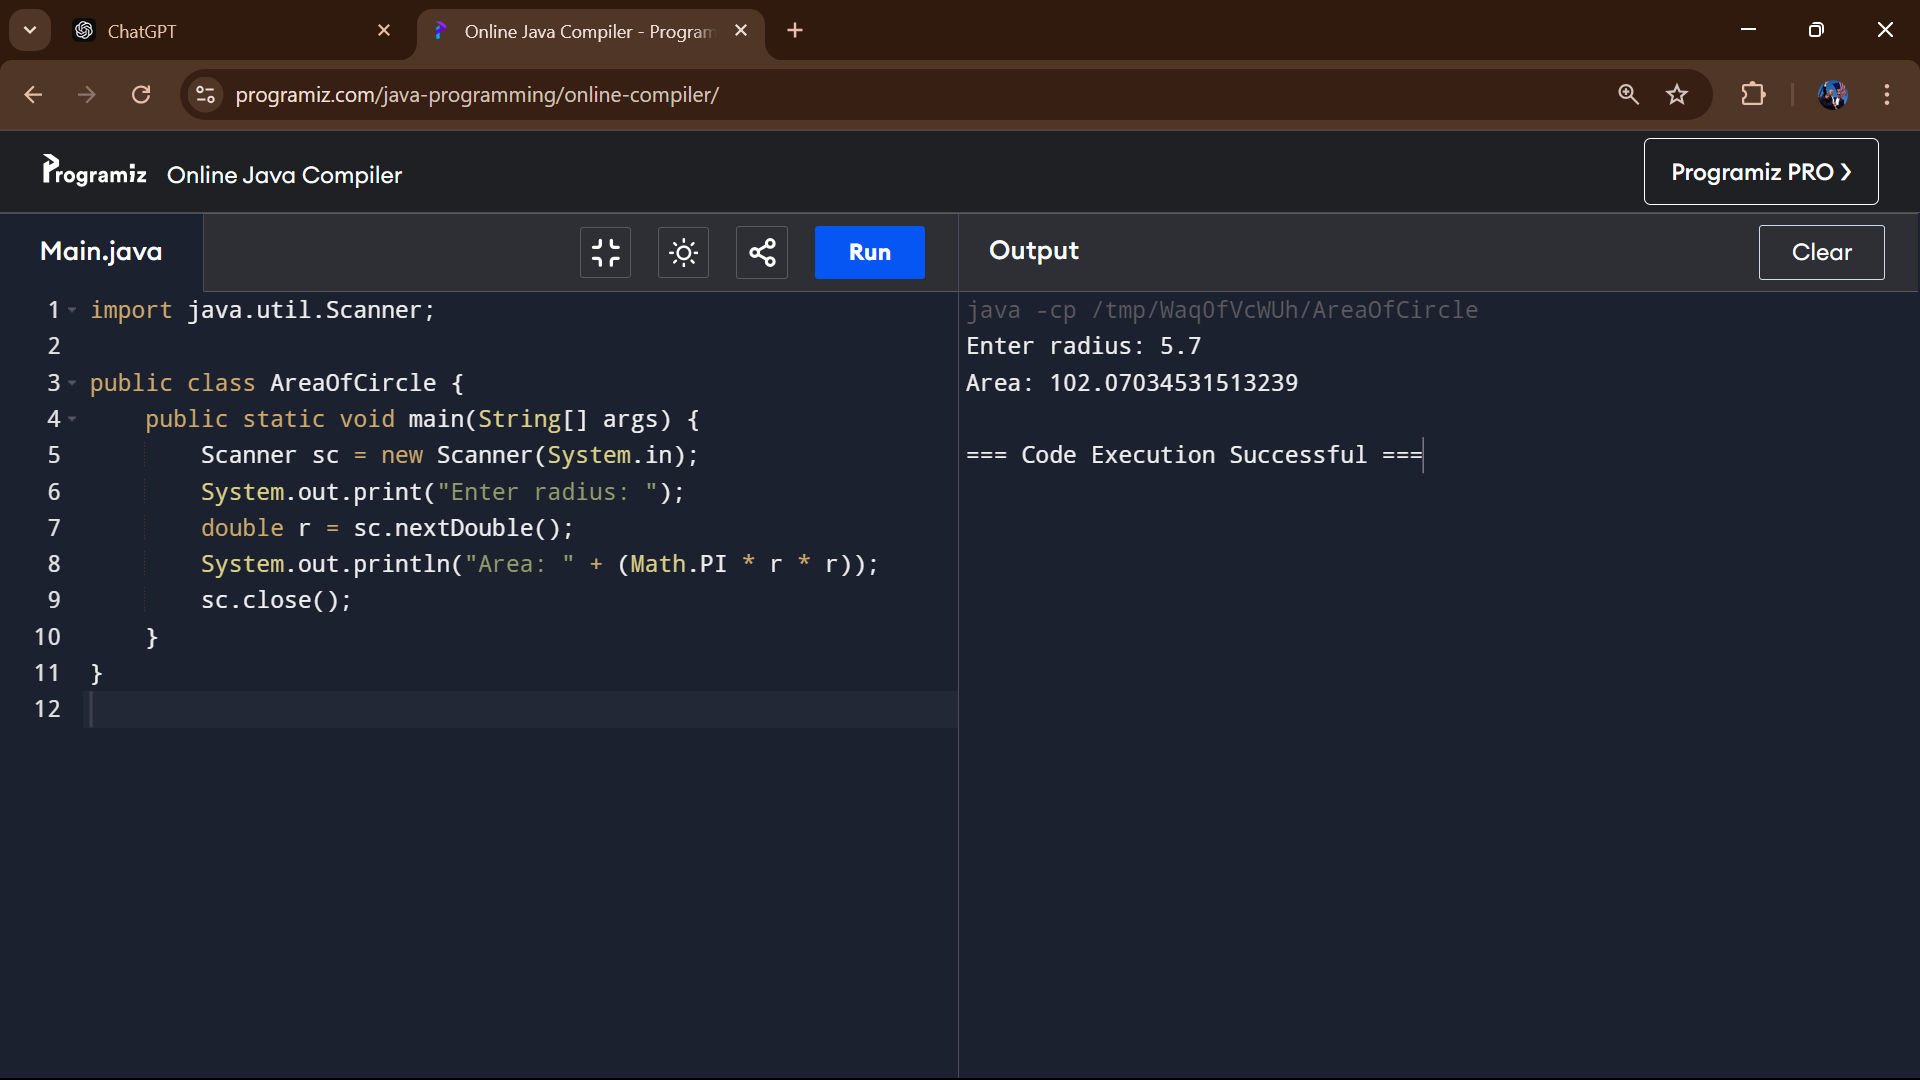 ChatGPT
Online Java Compiler - Program
programiz.com/java-programming/online-compiler/
Programiz Online Java Compiler
Programiz PRO ❯
Main.java
Run
Output
Clear
1 import java.util.Scanner;
2
3 public class AreaOfCircle {
4     public static void main(String[] args) {
5         Scanner sc = new Scanner(System.in);
6         System.out.print("Enter radius: ");
7         double r = sc.nextDouble();
8         System.out.println("Area: " + (Math.PI * r * r));
9         sc.close();
10     }
11 }
12
java -cp /tmp/WaqOfVcWUh/AreaOfCircle
Enter radius: 5.7
Area: 102.07034531513239
=== Code Execution Successful ===